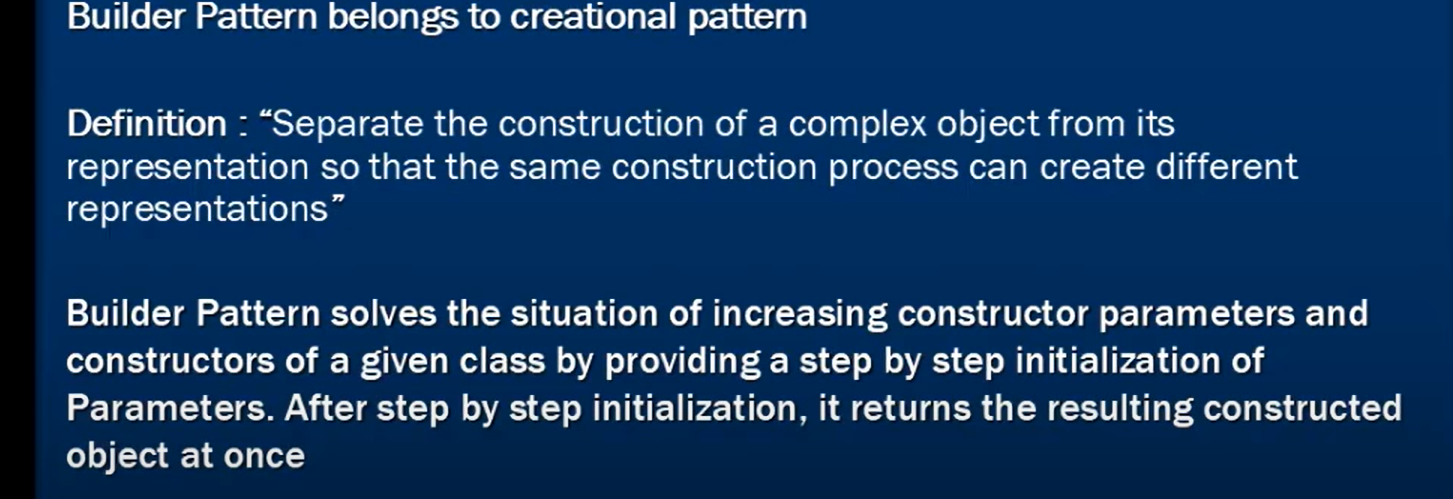 Builder Pattern belongs to creational pattern
Definition : “Separate the construction of a complex object from its
representation so that the same construction process can create different
representations”
Builder Pattern solves the situation of increasing constructor parameters and
constructors of a given class by providing a step by step initialization of
Parameters. After step by step initialization, it returns the resulting constructed
object at once